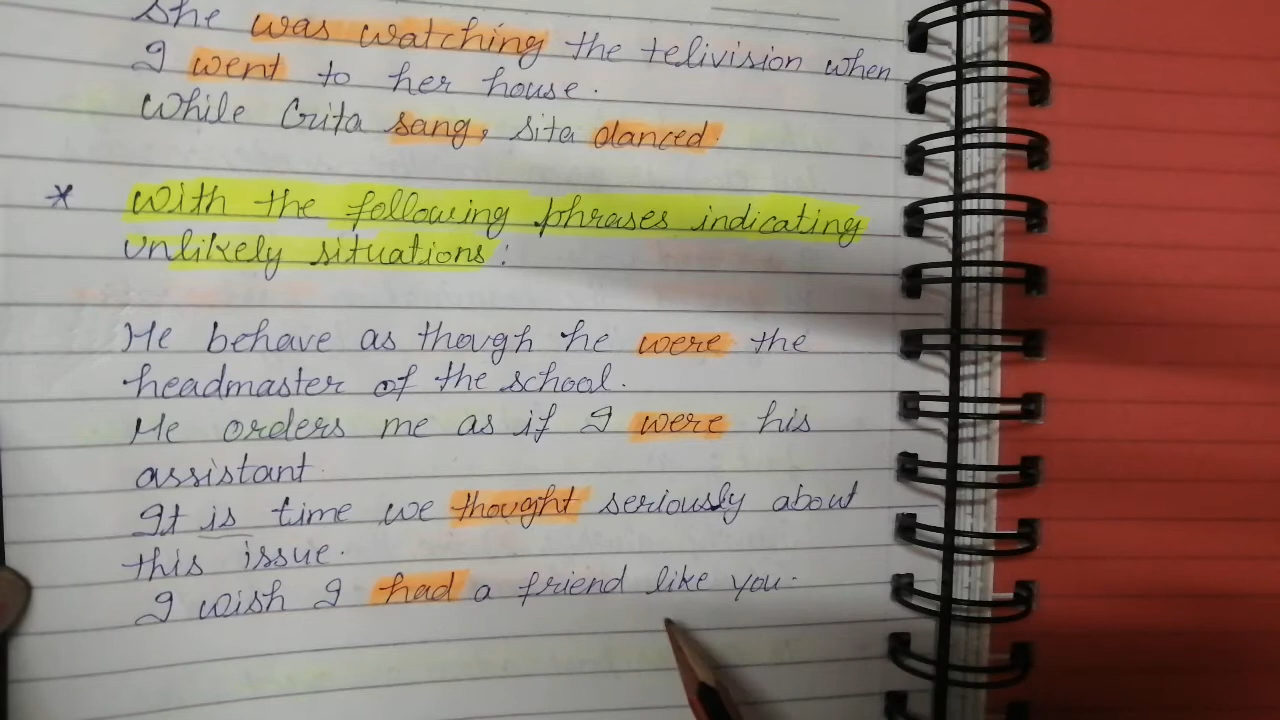 She was watching the telivision when
I went to her house.
While Grita sang, Sita danced.
* With the following phrases indicating
unlikely situations:
He behave as though he were the
headmaster of the school.
He orders me as if I were his
assistant.
It is time we thought seriously about
this issue.
I wish I had a friend like you.